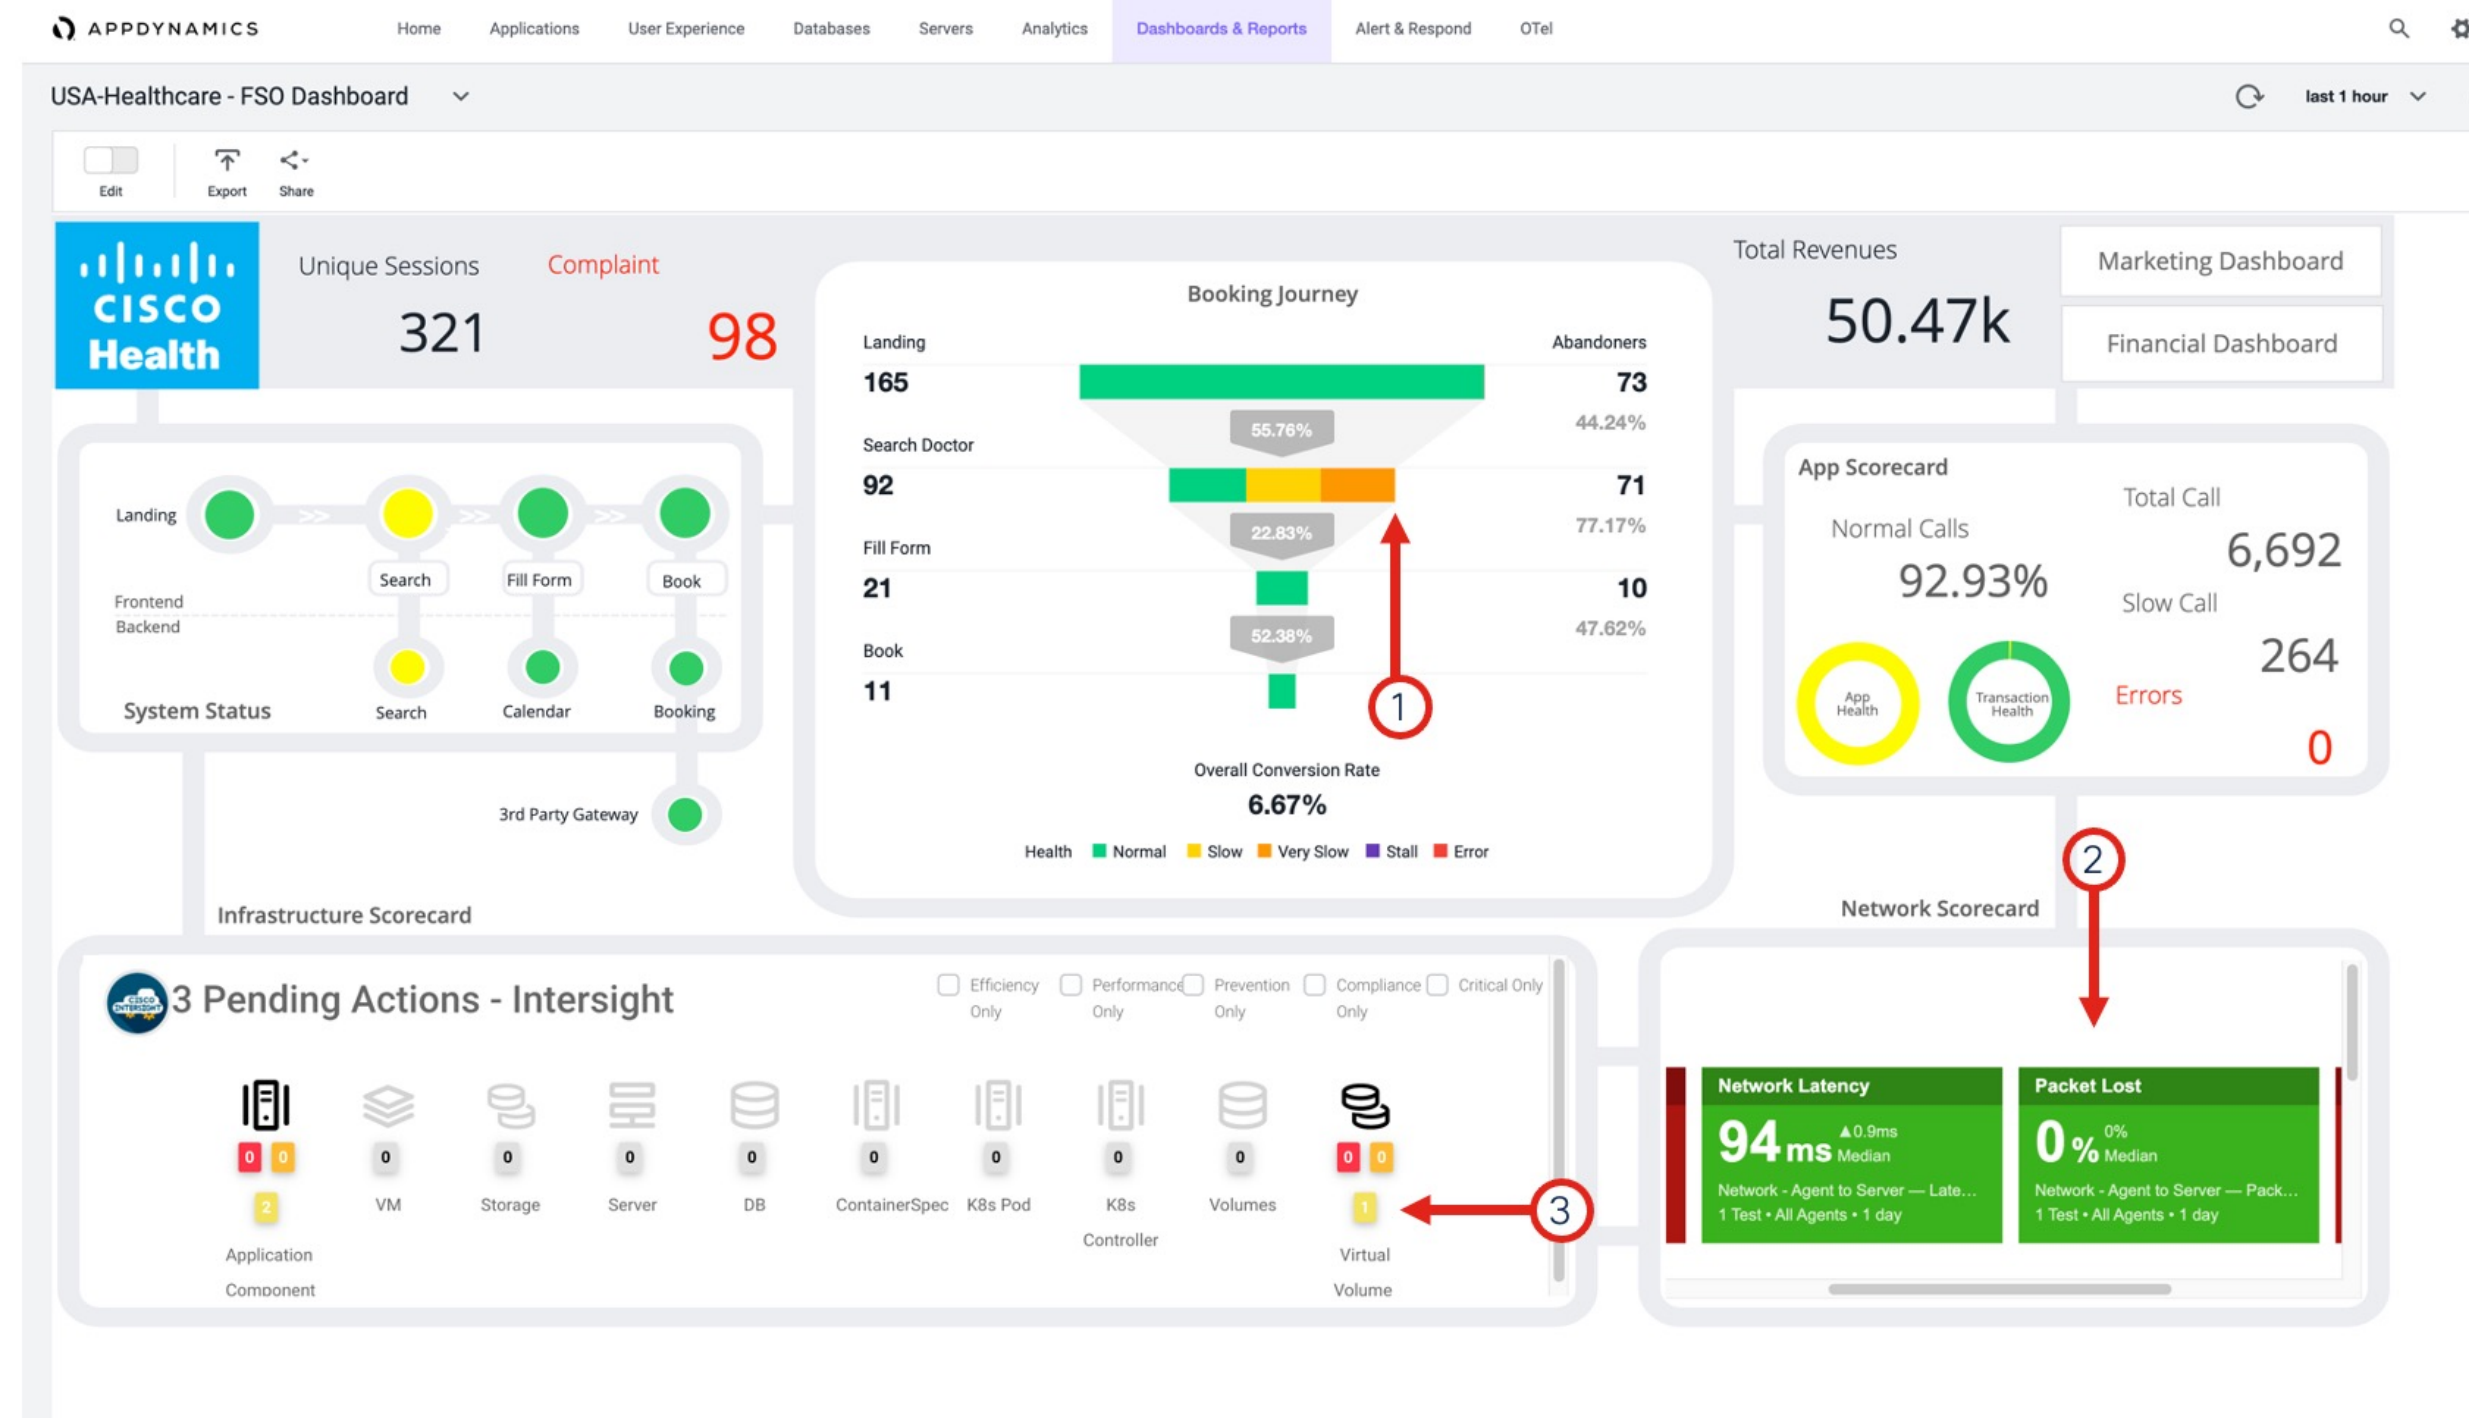 APPDYNAMICS
Home Applications User Experience Databases Servers Analytics Dashboards & Reports Alert & Respond OTel
USA-Healthcare - FSO Dashboard
last 1 hour
Edit Export Share
CISCO
Health
Unique Sessions
321
Complaint
98
Total Revenues
50.47k
Marketing Dashboard
Financial Dashboard
Landing
Search Fill Form Book
Frontend
Backend
Search Calendar Booking
System Status
3rd Party Gateway
Booking Journey
Landing Abandoners
165 73
55.76% 44.24%
Search Doctor
92 71
22.83% 77.17%
Fill Form
21 10
52.38% 47.62%
Book
11
1
Overall Conversion Rate
6.67%
Health Normal Slow Very Slow Stall Error
App Scorecard
Normal Calls
92.93%
Total Call
6,692
Slow Call
264
Errors
0
App
Health
Transaction
Health
2
Infrastructure Scorecard
CISCO
INTERSIGHT
3 Pending Actions - Intersight
Efficiency Only
Performance Only
Prevention Only
Compliance Only
Critical Only
0 0 0 0 0 0 0 0 0 0 0 0
2 VM Storage Server DB ContainerSpec K8s Pod K8s Volumes 1
3
Controller
Application Virtual
Component Volume
Network Scorecard
Network Latency
94 ms ▲0.9ms
Median
Network - Agent to Server — Late...
1 Test • All Agents • 1 day
Packet Lost
0 % 0%
Median
Network - Agent to Server — Pack...
1 Test • All Agents • 1 day